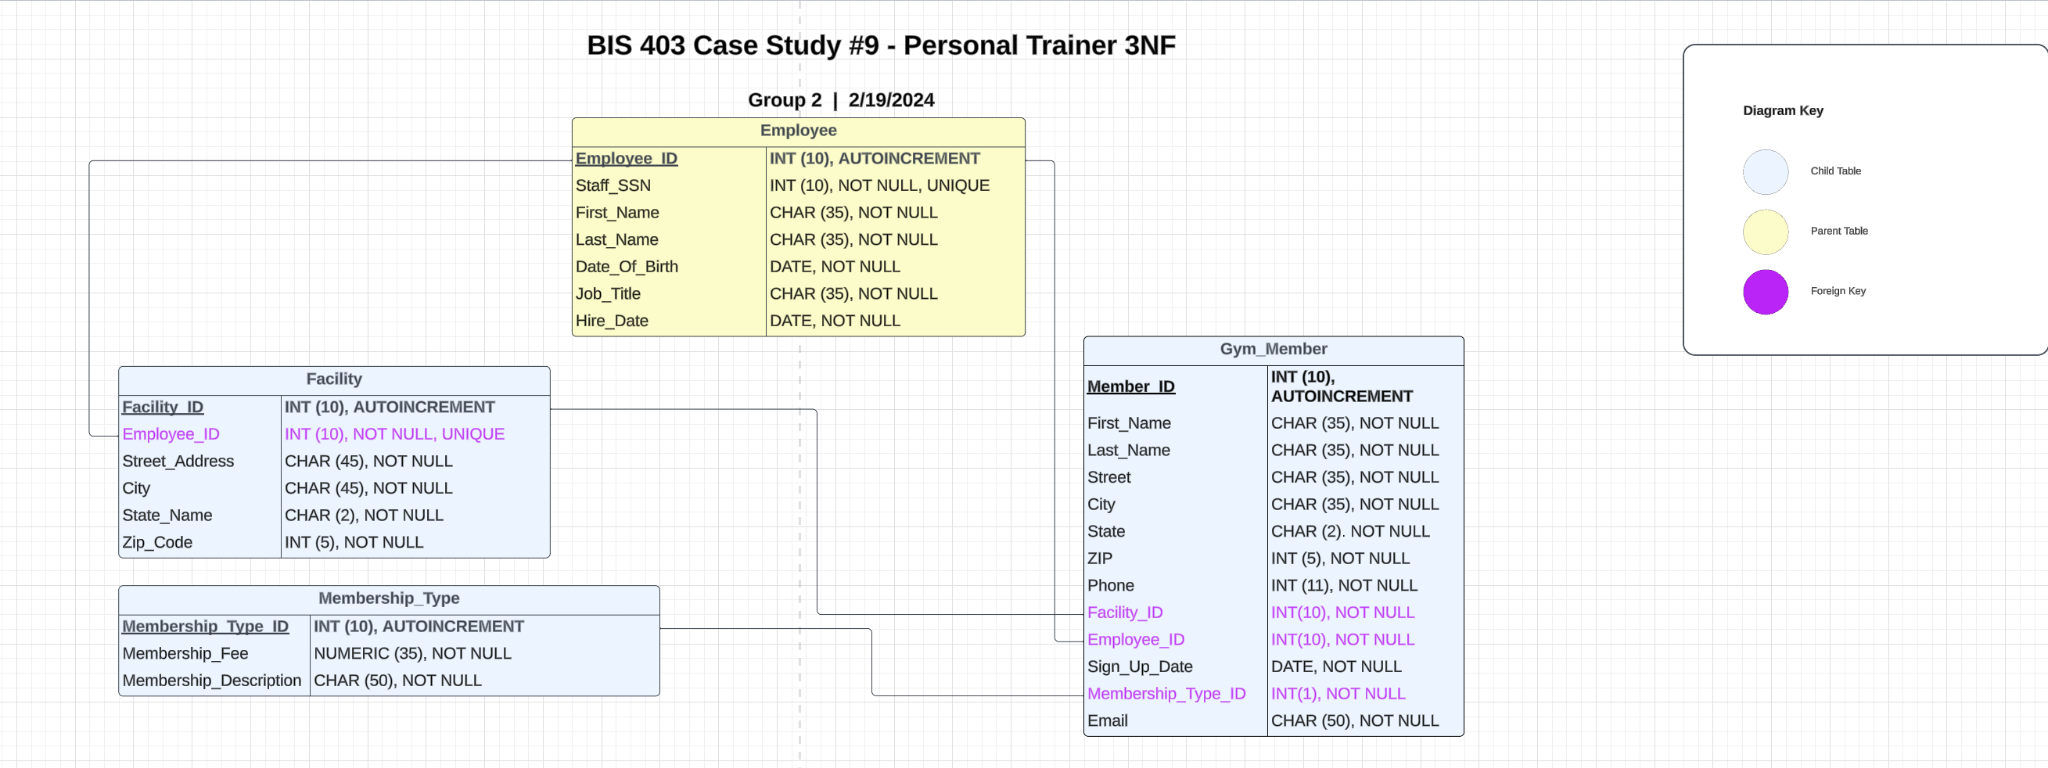 BIS 403 Case Study #9 - Personal Trainer 3NF
Group 2 | 2/19/2024
Employee
Employee_ID INT (10), AUTOINCREMENT
Staff_SSN INT (10), NOT NULL, UNIQUE
First_Name CHAR (35), NOT NULL
Last_Name CHAR (35), NOT NULL
Date_Of_Birth DATE, NOT NULL
Job_Title CHAR (35), NOT NULL
Hire_Date DATE, NOT NULL
Facility
Facility_ID INT (10), AUTOINCREMENT
Employee_ID INT (10), NOT NULL, UNIQUE
Street_Address CHAR (45), NOT NULL
City CHAR (45), NOT NULL
State_Name CHAR (2), NOT NULL
Zip_Code INT (5), NOT NULL
Membership_Type
Membership_Type_ID INT (10), AUTOINCREMENT
Membership_Fee NUMERIC (35), NOT NULL
Membership_Description CHAR (50), NOT NULL
Gym_Member
Member_ID INT (10),
AUTOINCREMENT
First_Name CHAR (35), NOT NULL
Last_Name CHAR (35), NOT NULL
Street CHAR (35), NOT NULL
City CHAR (35), NOT NULL
State CHAR (2). NOT NULL
ZIP INT (5), NOT NULL
Phone INT (11), NOT NULL
Facility_ID INT(10), NOT NULL
Employee_ID INT(10), NOT NULL
Sign_Up_Date DATE, NOT NULL
Membership_Type_ID INT(1), NOT NULL
Email CHAR (50), NOT NULL
Diagram Key
Child Table
Parent Table
Foreign Key